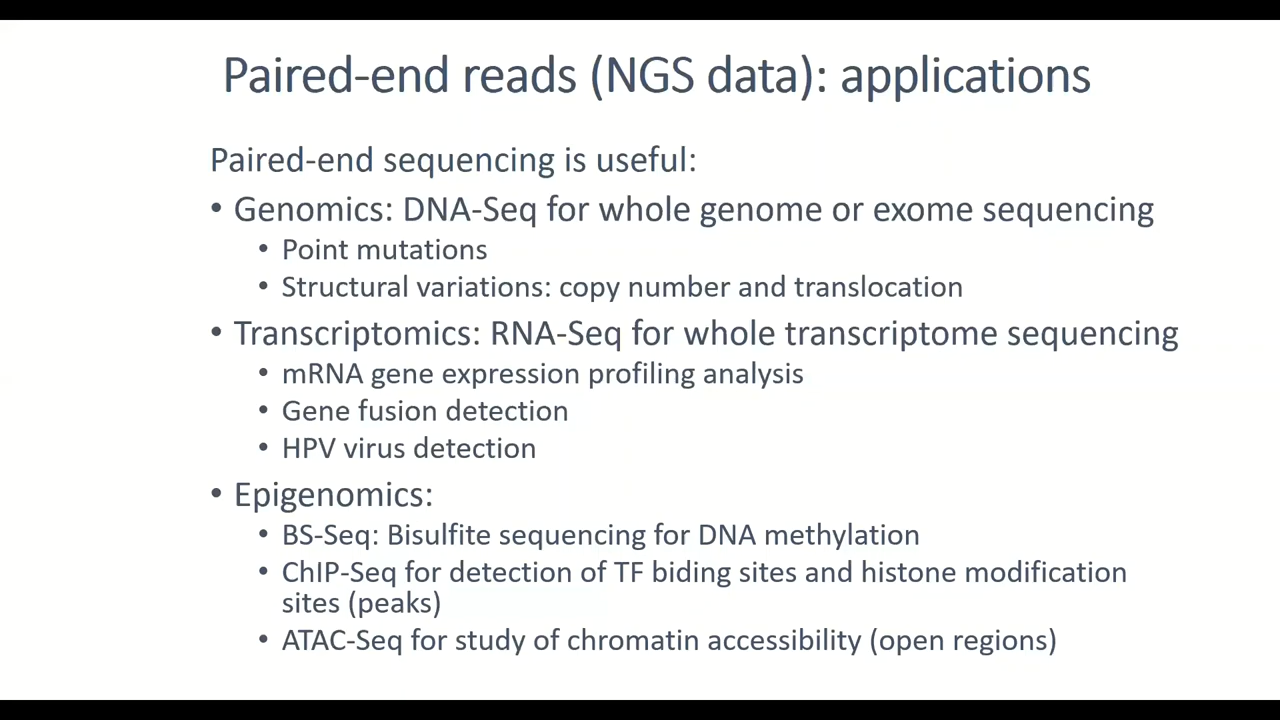 Paired-end reads (NGS data): applications
Paired-end sequencing is useful:
• Genomics: DNA-Seq for whole genome or exome sequencing
• Point mutations
• Structural variations: copy number and translocation
• Transcriptomics: RNA-Seq for whole transcriptome sequencing
• mRNA gene expression profiling analysis
• Gene fusion detection
• HPV virus detection
• Epigenomics:
• BS-Seq: Bisulfite sequencing for DNA methylation
• ChIP-Seq for detection of TF biding sites and histone modification
sites (peaks)
• ATAC-Seq for study of chromatin accessibility (open regions)